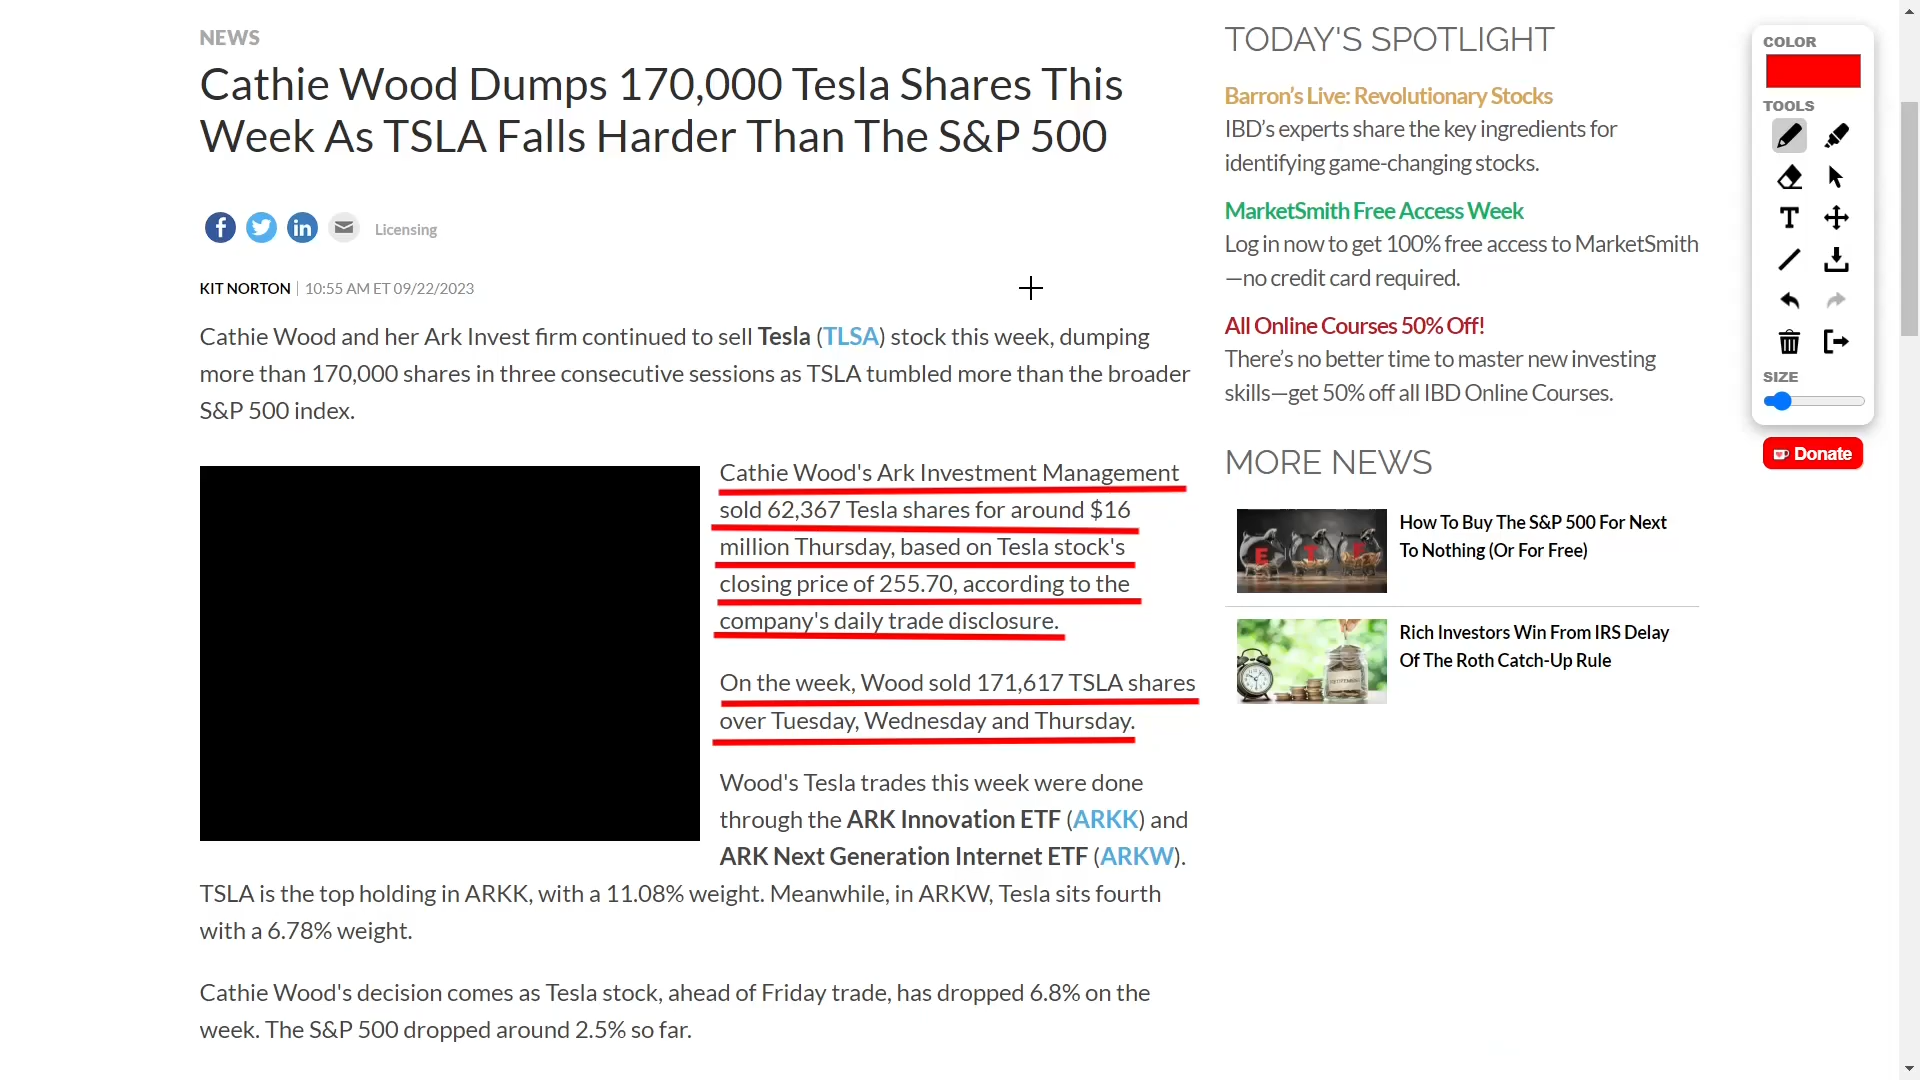 NEWS
Cathie Wood Dumps 170,000 Tesla Shares This
Week As TSLA Falls Harder Than The S&P 500
Licensing
KIT NORTON | 10:55 AM ET 09/22/2023
Cathie Wood and her Ark Invest firm continued to sell Tesla (TLSA) stock this week, dumping
more than 170,000 shares in three consecutive sessions as TSLA tumbled more than the broader
S&P 500 index.
Cathie Wood's Ark Investment Management
sold 62,367 Tesla shares for around $16
million Thursday, based on Tesla stock's
closing price of 255.70, according to the
company's daily trade disclosure.
On the week, Wood sold 171,617 TSLA shares
over Tuesday, Wednesday and Thursday.
Wood's Tesla trades this week were done
through the ARK Innovation ETF (ARKK) and
ARK Next Generation Internet ETF (ARKW).
TSLA is the top holding in ARKK, with a 11.08% weight. Meanwhile, in ARKW, Tesla sits fourth
with a 6.78% weight.
Cathie Wood's decision comes as Tesla stock, ahead of Friday trade, has dropped 6.8% on the
week. The S&P 500 dropped around 2.5% so far.
TODAY'S SPOTLIGHT
Barron’s Live: Revolutionary Stocks
IBD’s experts share the key ingredients for
identifying game-changing stocks.
MarketSmith Free Access Week
Log in now to get 100% free access to MarketSmith
—no credit card required.
All Online Courses 50% Off!
There’s no better time to master new investing
skills—get 50% off all IBD Online Courses.
MORE NEWS
E T F
How To Buy The S&P 500 For Next
To Nothing (Or For Free)
Rich Investors Win From IRS Delay
Of The Roth Catch-Up Rule
COLOR
TOOLS
SIZE
Donate